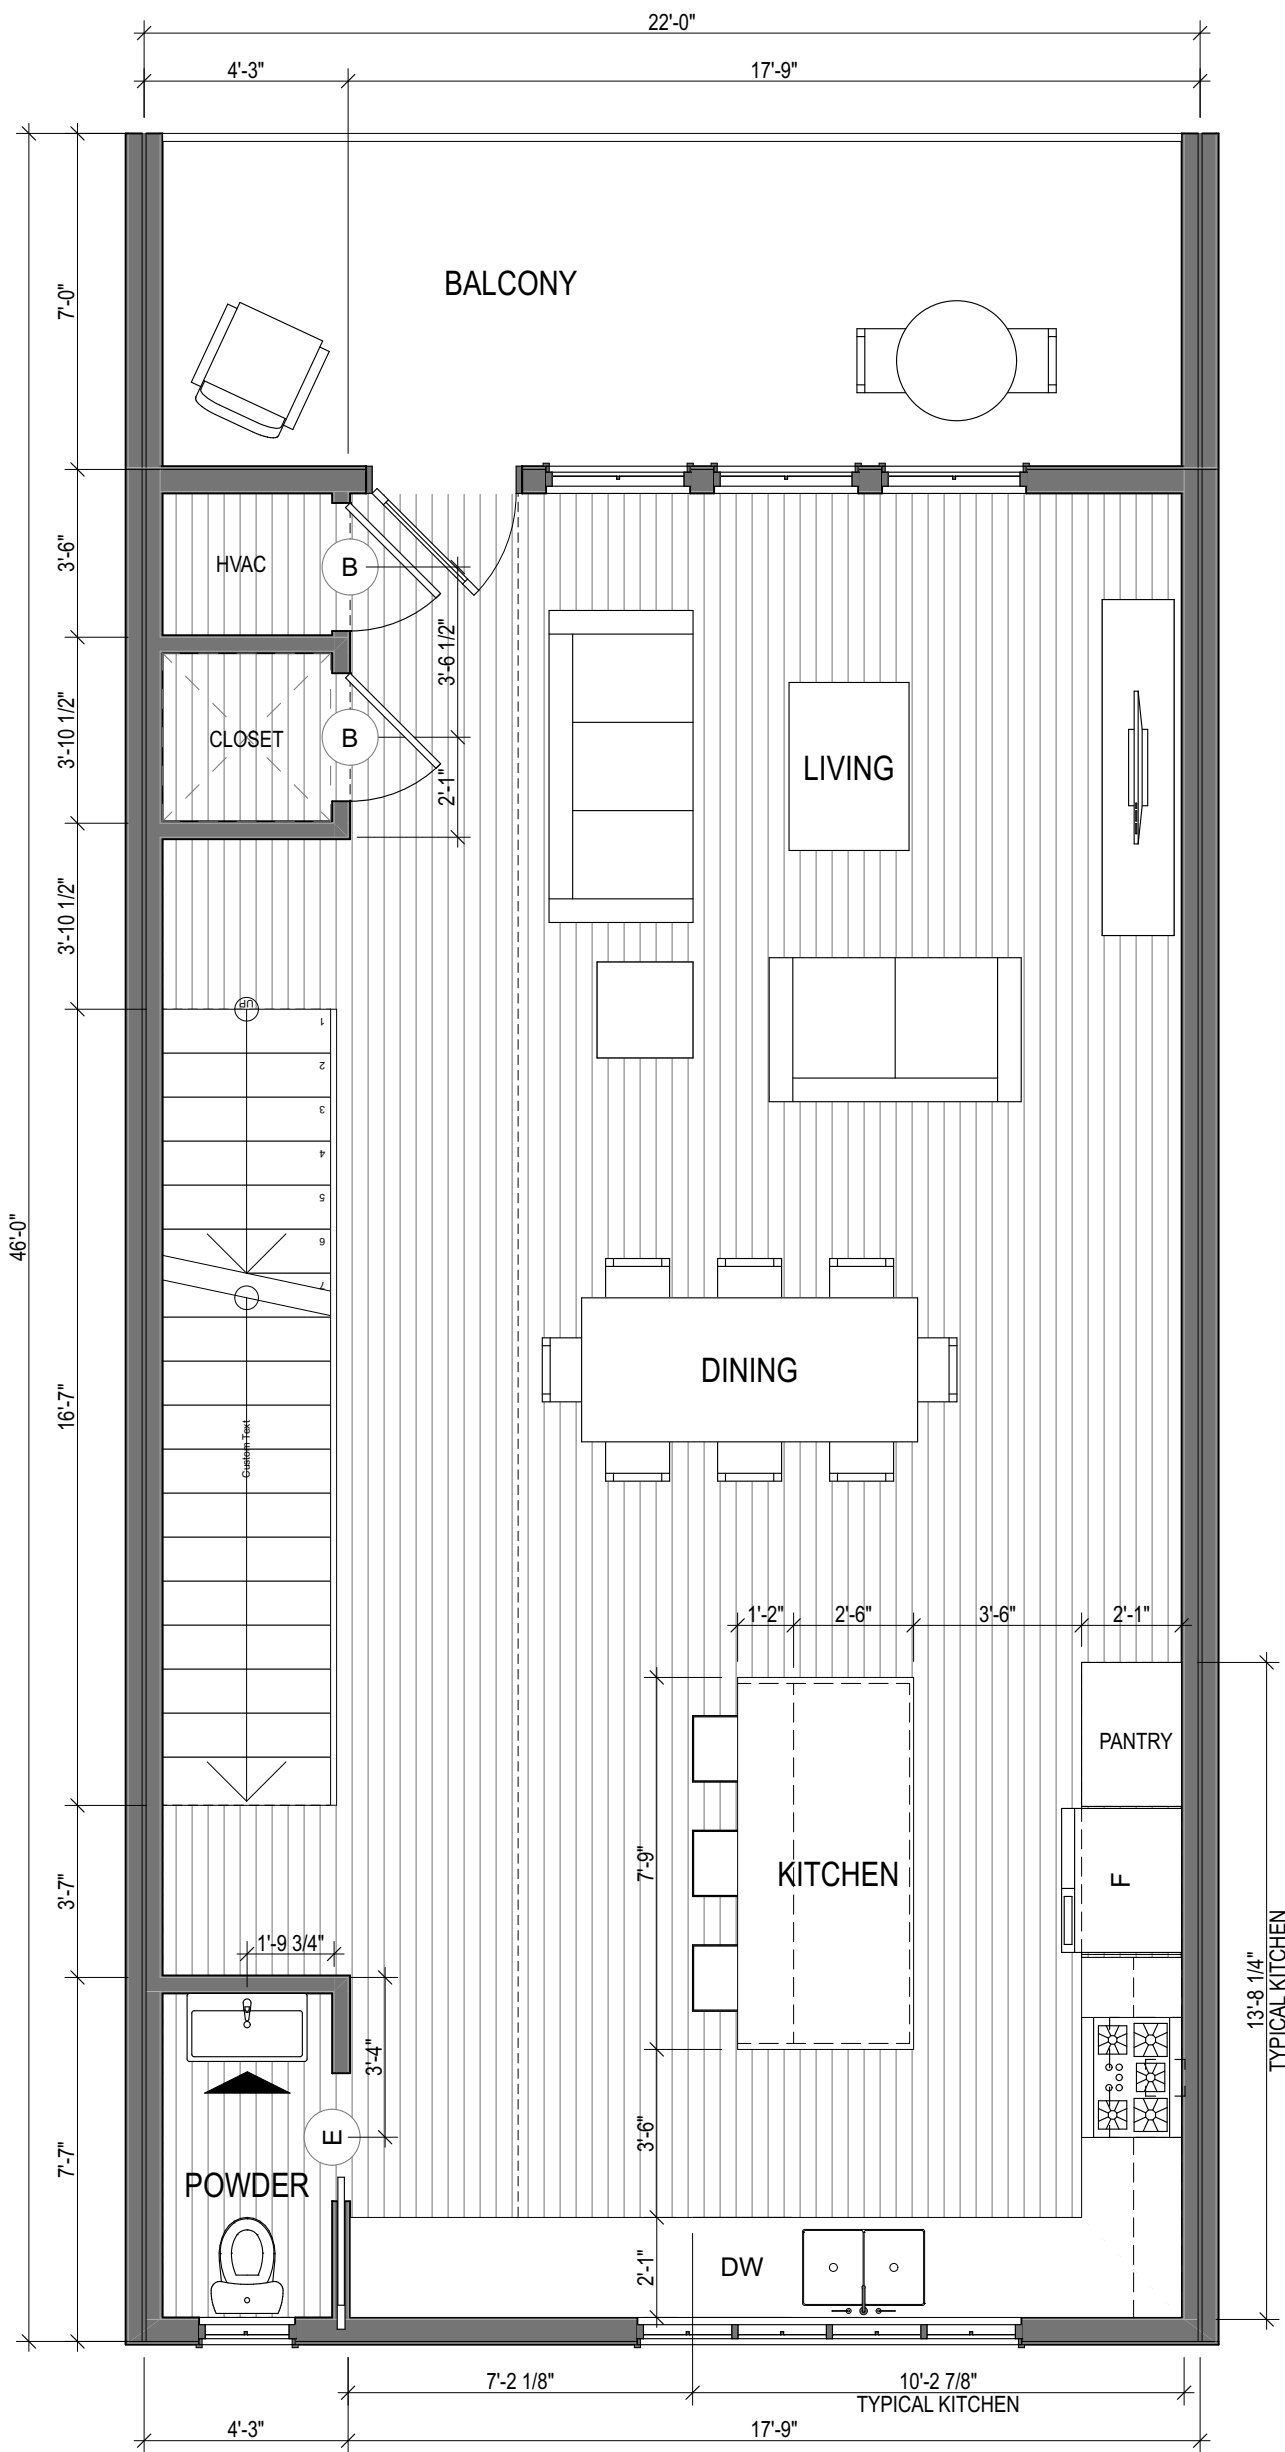 22'-0"
4'-3"
17'-9"
BALCONY
7'-0"
HVAC
B
3'-6"
3'-6 1/2"
CLOSET
B
3'-10 1/2"
2'-1"
LIVING
3'-10 1/2"
UP
1
2
3
4
5
6
7
46'-0"
DINING
16'-7"
Custom Text
1'-2"
2'-6"
3'-6"
2'-1"
PANTRY
7'-9"
KITCHEN
F
3'-7"
1'-9 3/4"
13'-8 1/4"
TYPICAL KITCHEN
3'-4"
E
3'-6"
7'-7"
POWDER
2'-1"
DW
7'-2 1/8"
10'-2 7/8"
TYPICAL KITCHEN
4'-3"
17'-9"